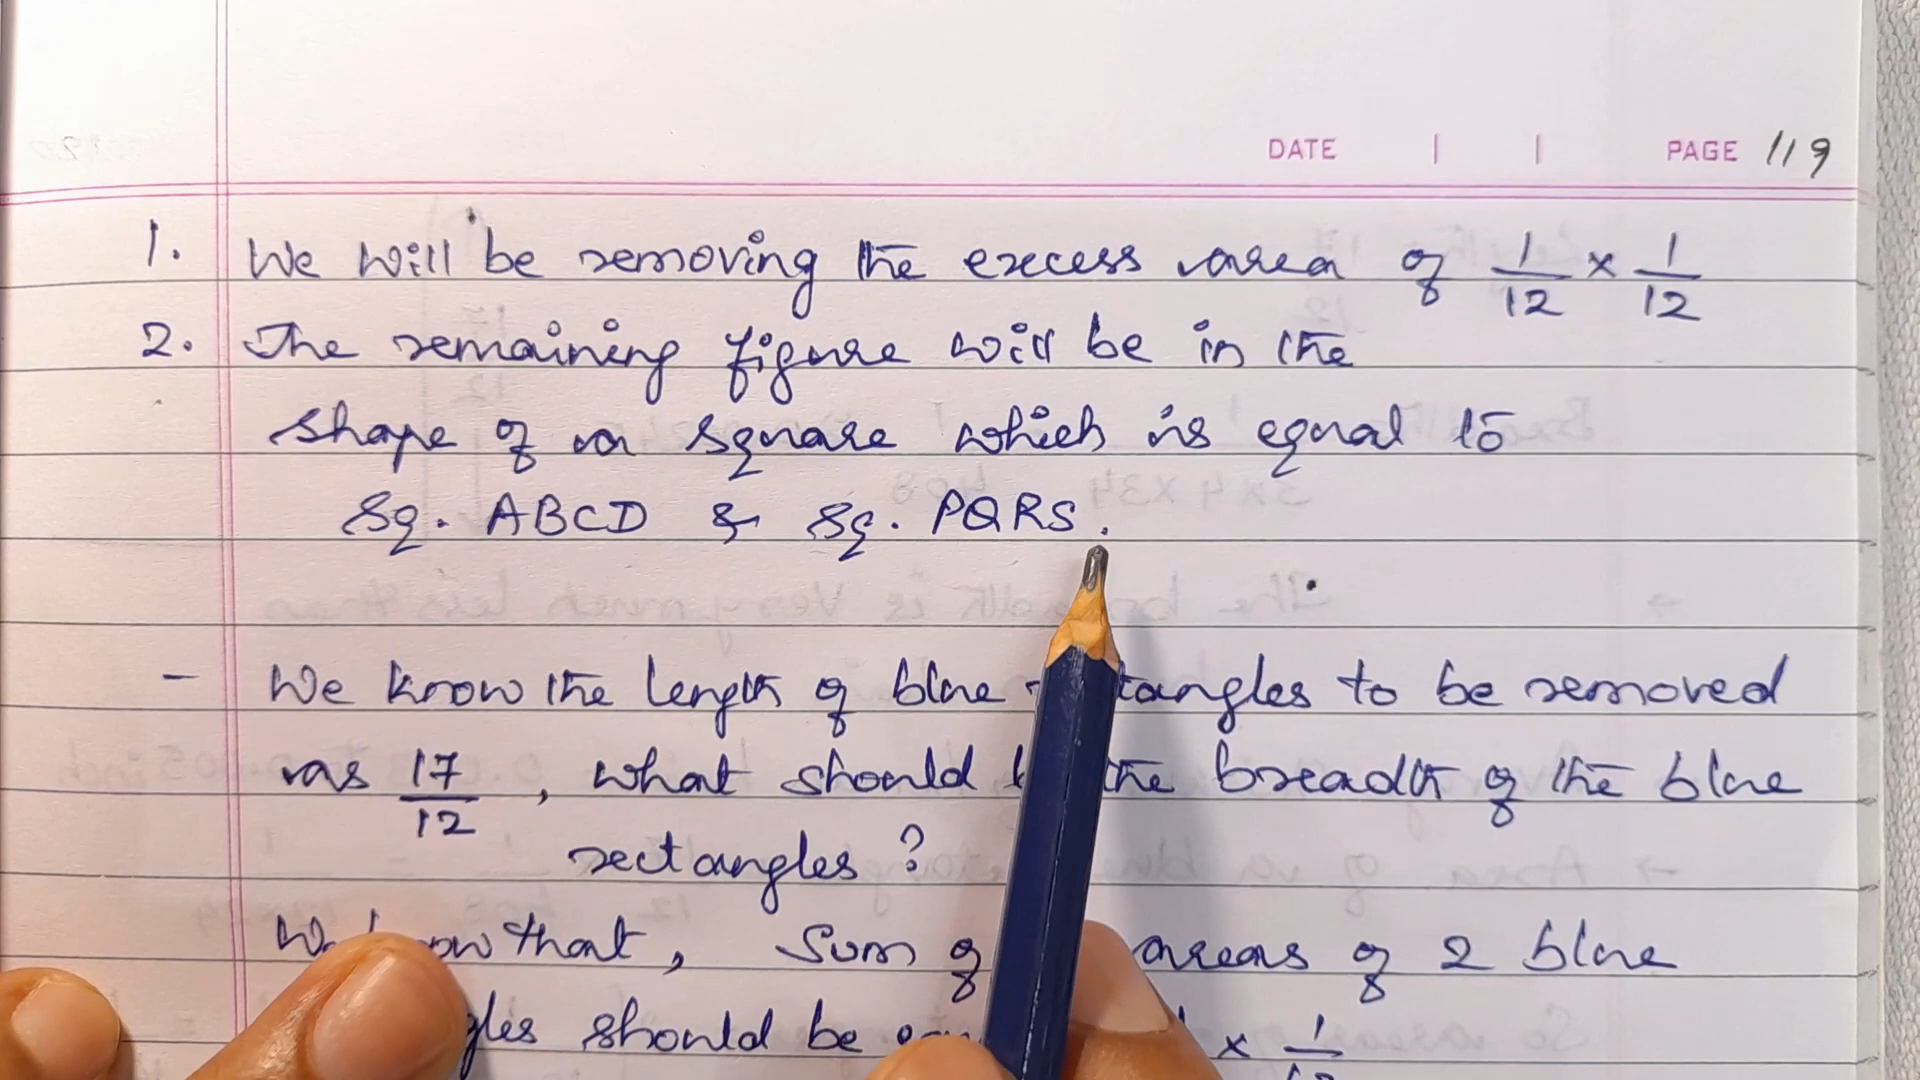 DATE | | PAGE 119
1. We will be removing the excess area of 1/12 × 1/12
2. The remaining figure will be in the
shape of a square which is equal to
Sq. ABCD & Sq. PQRS.
- We know the length of blue tangles to be removed
as 17/12, what should the breadth of the blue
rectangles?
that, Sum of areas of 2 blue
gles should be × 1/